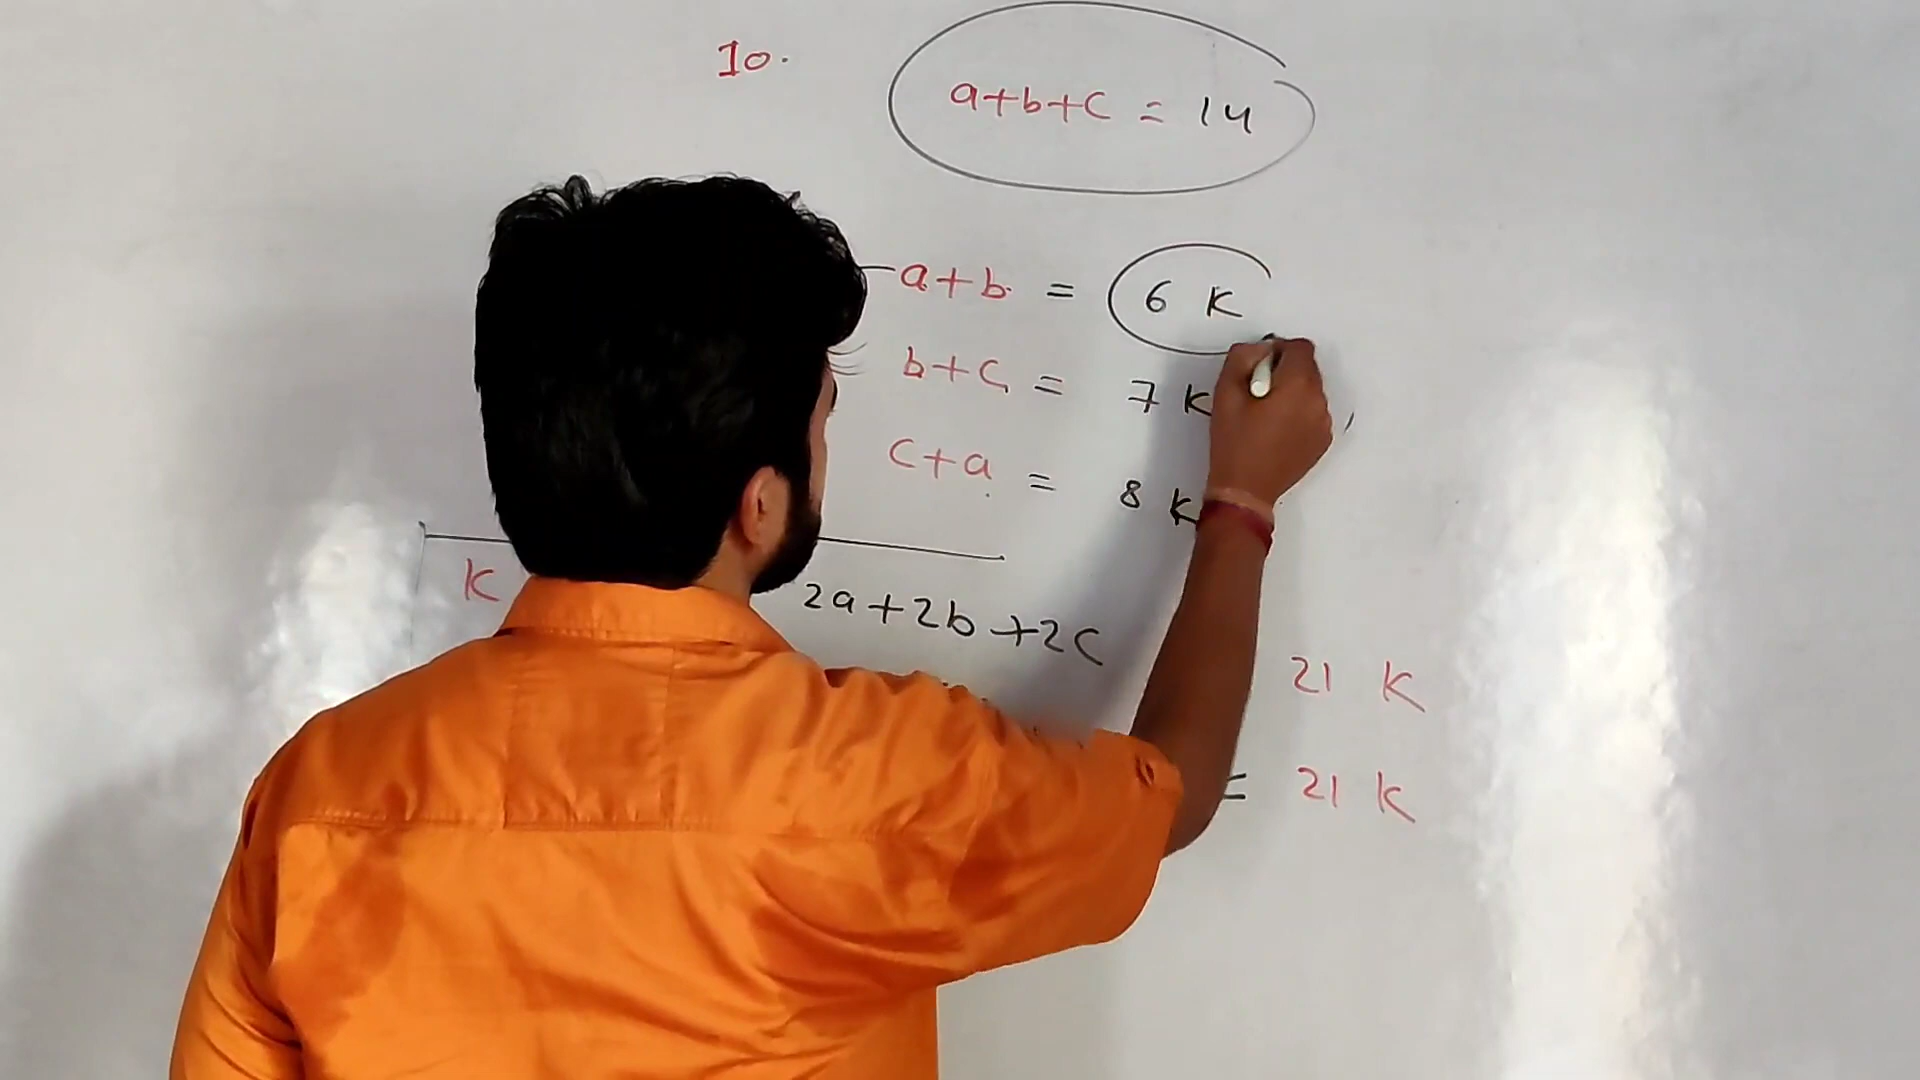 10.
a+b+c = 14
a+b = 6 K
b+c = 7 K
c+a = 8 K
K 2a+2b+2c
21 K
= 21 K